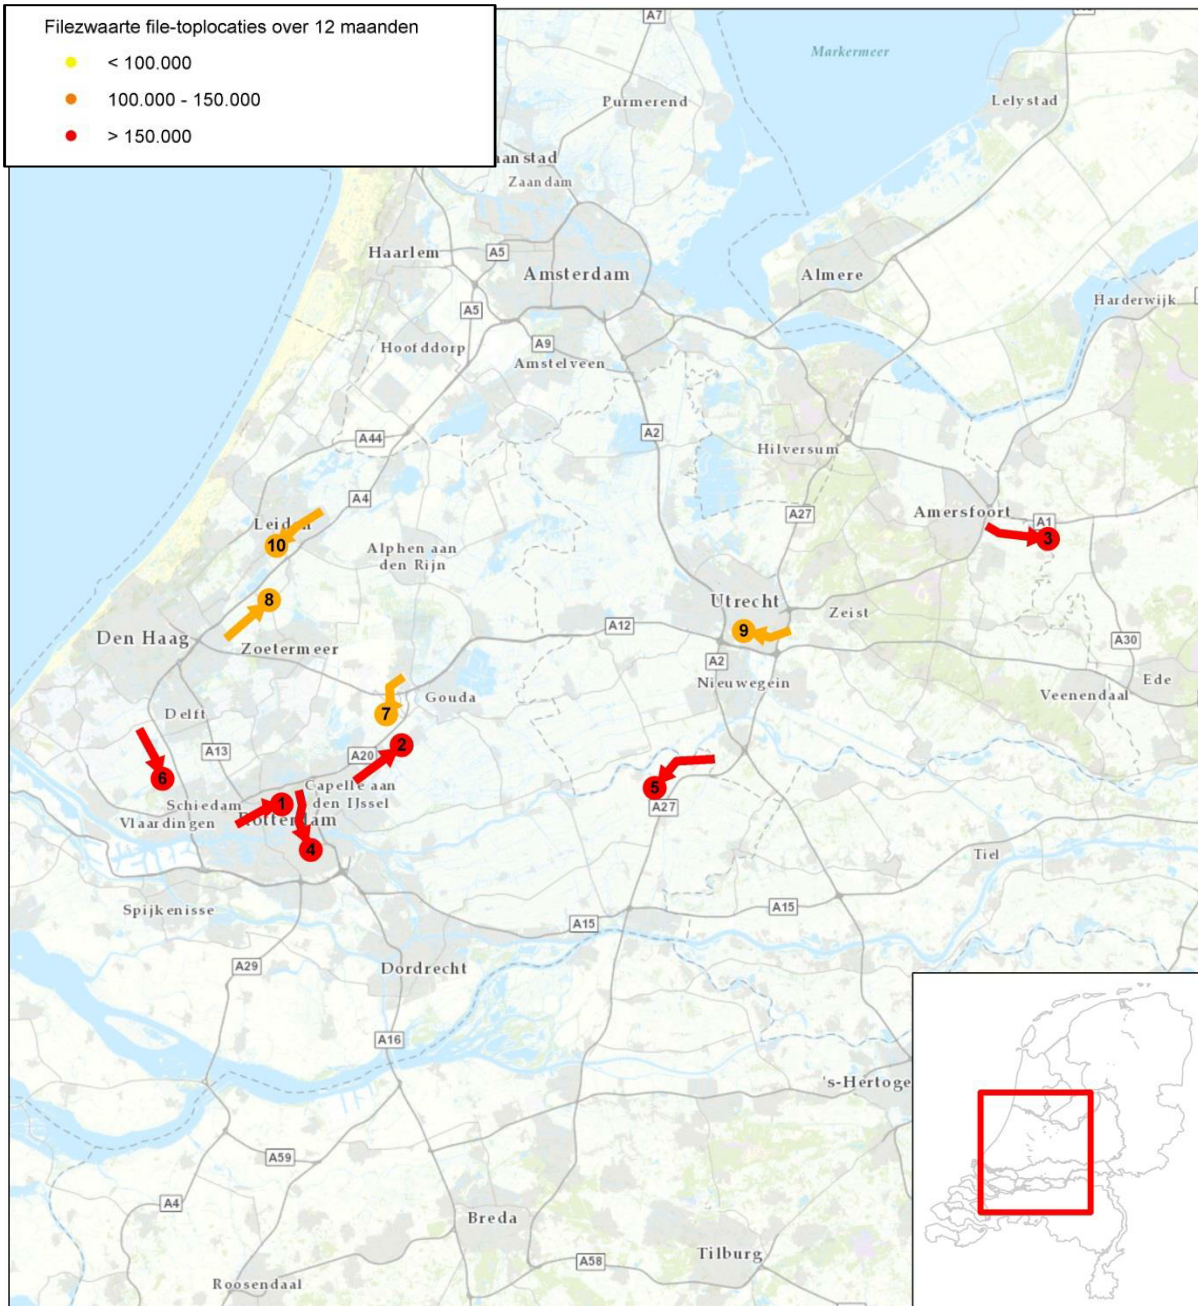 Filezwaarte file-toplocaties over 12 maanden
< 100.000
100.000 - 150.000
> 150.000
A7
Markermeer
Purmerend
Lelystad
aanstad
Zaandam
Haarlem
A5
Amsterdam
Almere
Harderwijk
A5
Hoofddorp
A9
Amstelveen
A44
A2
Hilversum
A4
Leiden
A27
Amersfoort
A1
3
10
Alphen aan
den Rijn
8
Utrecht
Zeist
9
A12
Den Haag
Zoetermeer
A30
A2
Nieuwegein
Ede
Veenendaal
Gouda
7
Delft
2
A13
A20
6
5
Capelle aan
den IJssel
Schiedam
1
A27
Vlaardingen
Rotterdam
4
Tiel
Spijkenisse
A15
A15
A29
Dordrecht
A16
's-Hertoge
A59
A4
Breda
Tilburg
A58
Roosendaal